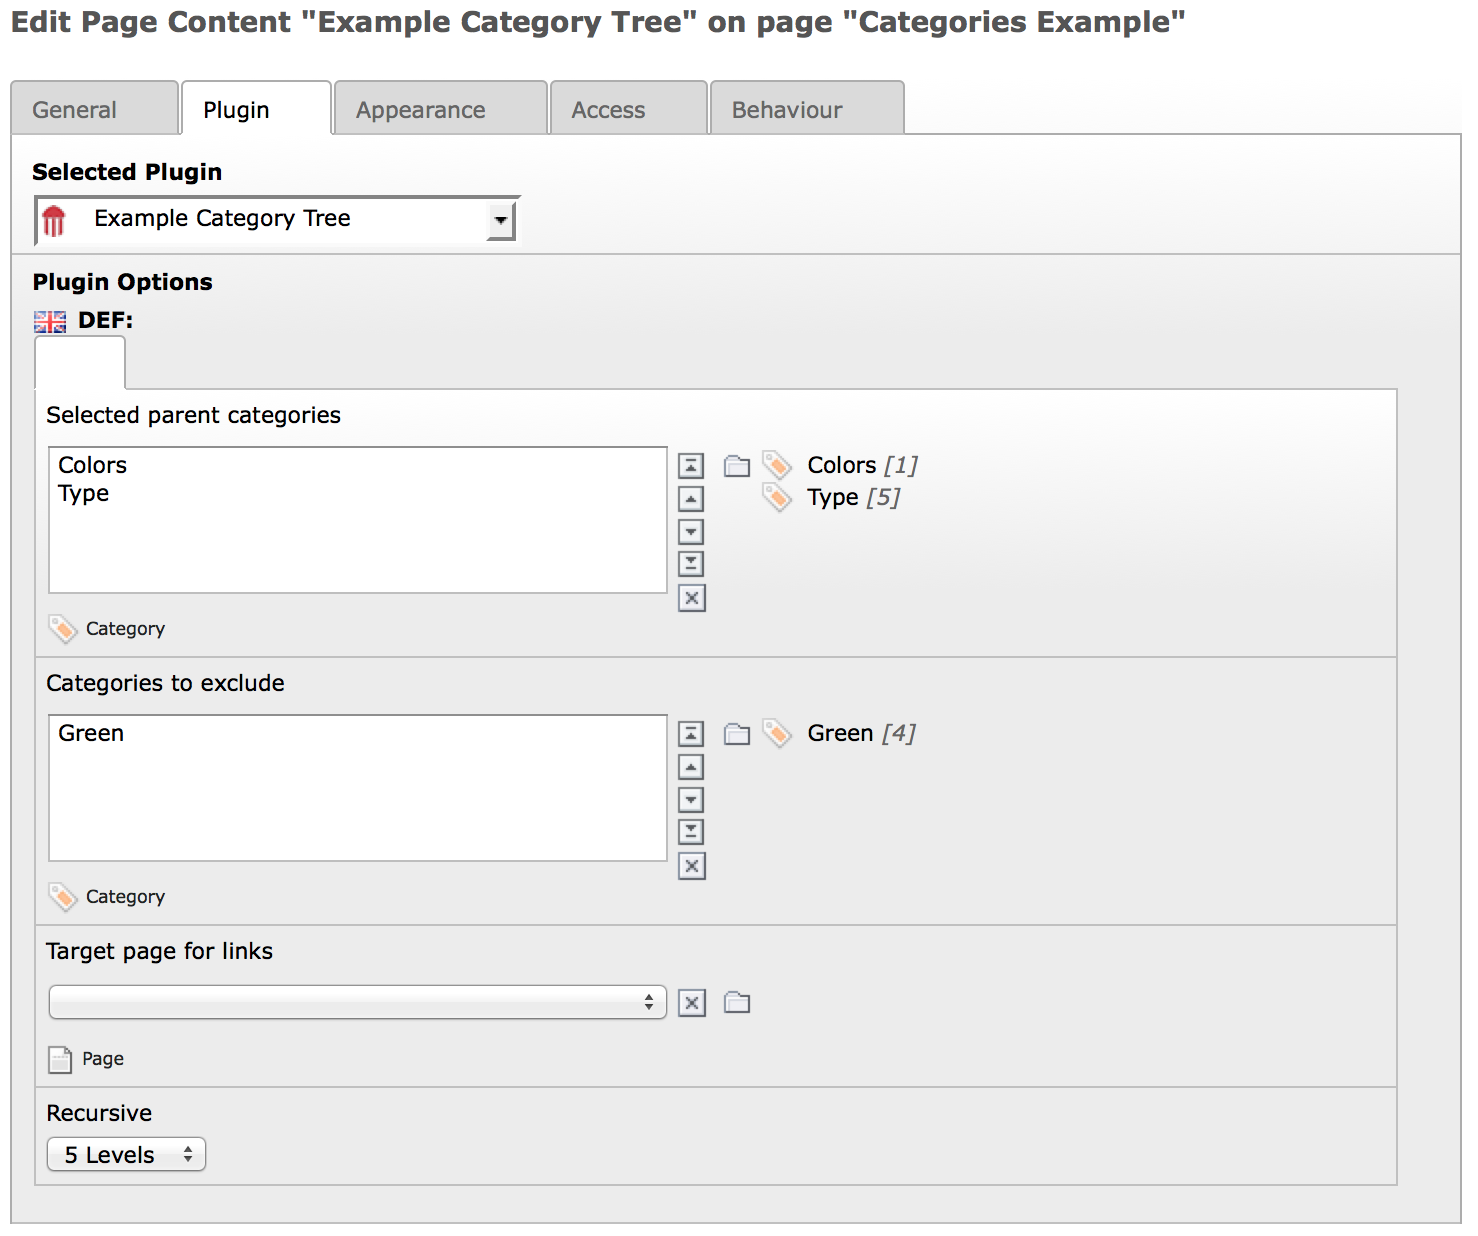 Edit Page Content "Example Category Tree" on page "Categories Example"
General Plugin Appearance Access Behaviour
Selected Plugin
Example Category Tree
Plugin Options
DEF:
Selected parent categories
Colors
Type
Colors [1]
Type [5]
Category
Categories to exclude
Green
Green [4]
Category
Target page for links
Page
Recursive
5 Levels